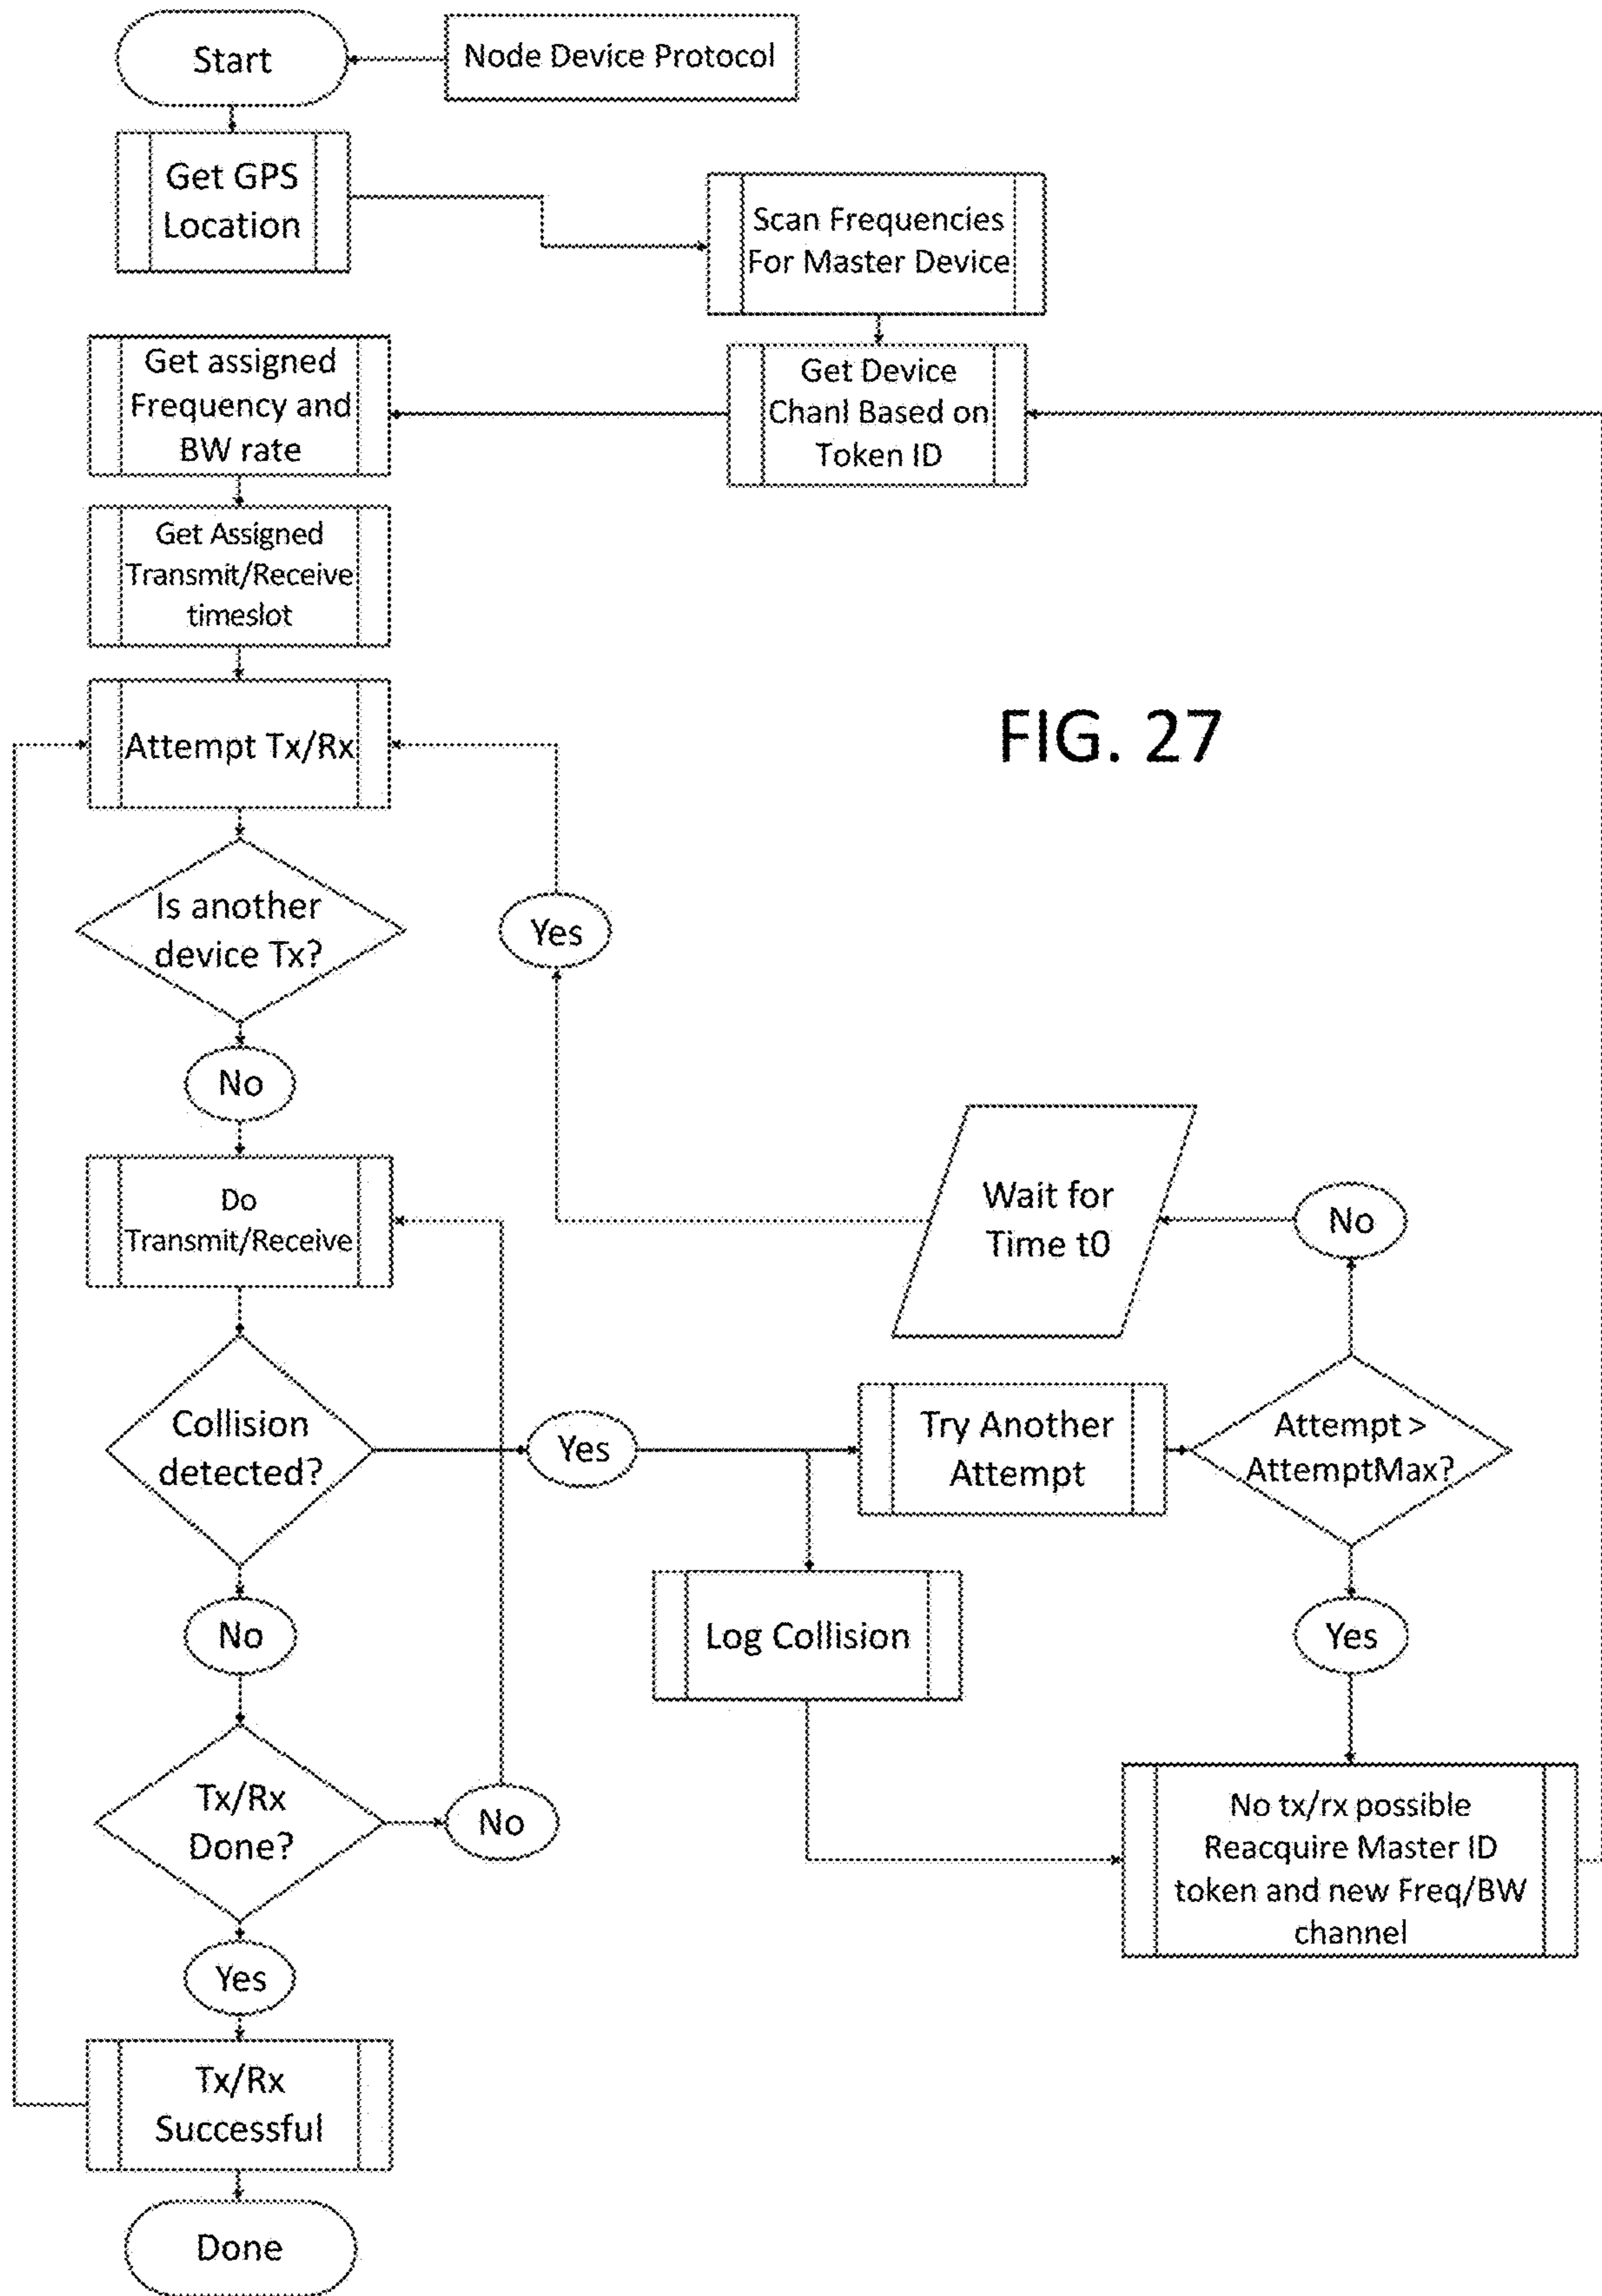 Start
Node Device Protocol
Get GPS
Location
Scan Frequencies
For Master Device
Get assigned
Frequency and
BW rate
Get Device
Chanl Based on
Token ID
Get Assigned
Transmit/Receive
timeslot
Attempt Tx/Rx
FIG. 27
Is another
device Tx?
Yes
No
Do
Transmit/Receive
Wait for
Time t0
No
Collision
detected?
Yes
Try Another
Attempt
Attempt >
AttemptMax?
No
Log Collision
Yes
Tx/Rx
Done?
No
No tx/rx possible
Reacquire Master ID
token and new Freq/BW
channel
Yes
Tx/Rx
Successful
Done